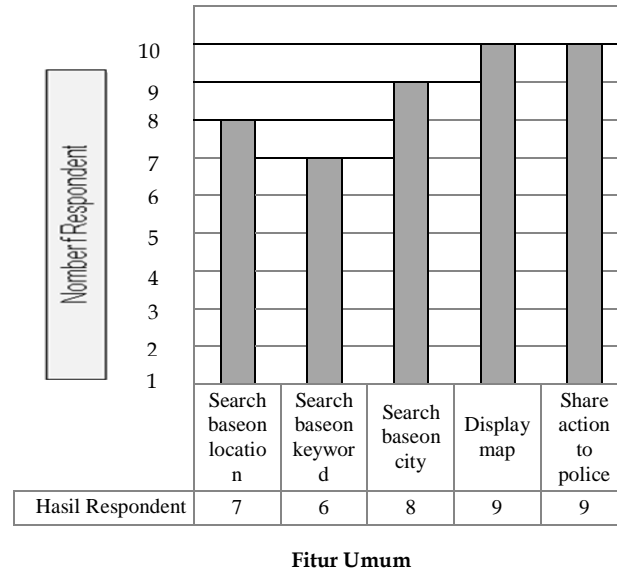 10
9
8
7
6
5
4
3
2
1
Nomberf Respondent
Search
baseon
locatio
n
Search
baseon
keywor
d
Search
baseon
city
Display
map
Share
action
to
police
Hasil Respondent 7 6 8 9 9
Fitur Umum